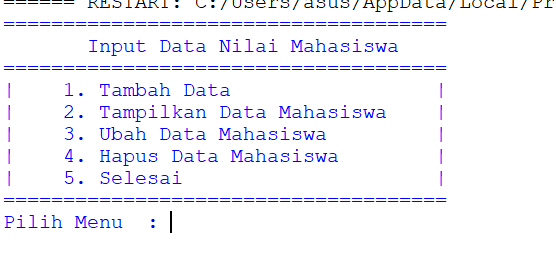 ====== RESTART: C:/Users/asus/AppData/Local/Pr
=====================================
Input Data Nilai Mahasiswa
=====================================
|    1. Tambah Data                 |
|    2. Tampilkan Data Mahasiswa    |
|    3. Ubah Data Mahasiswa         |
|    4. Hapus Data Mahasiswa        |
|    5. Selesai                     |
=====================================
Pilih Menu  :